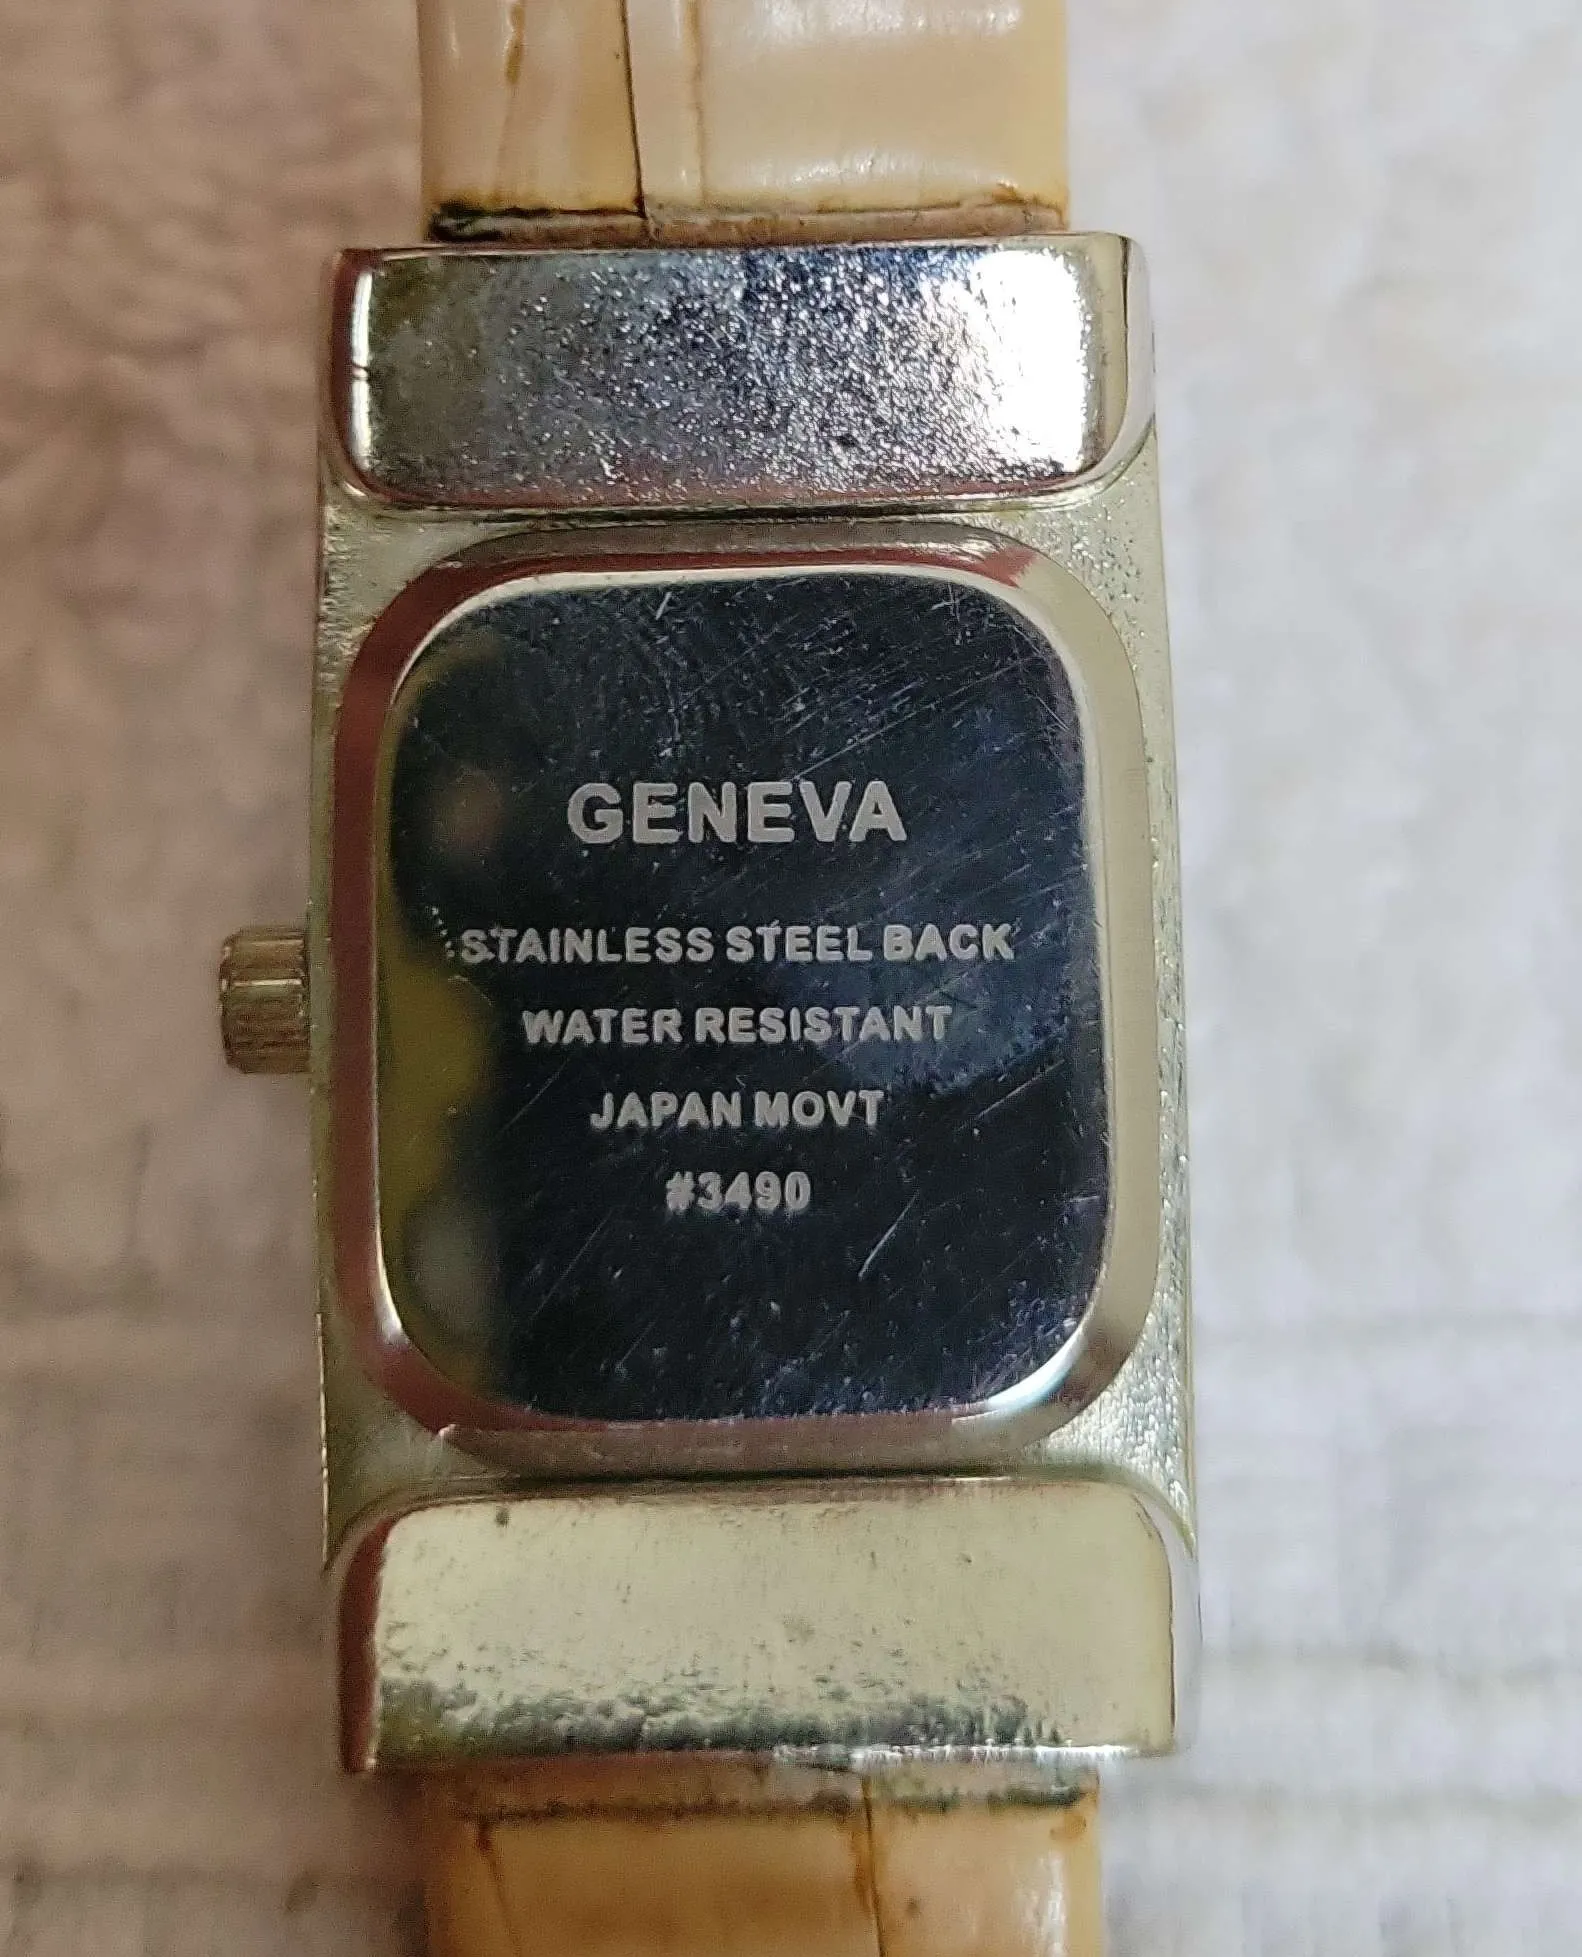 GENEVA
STAINLESS STEEL BACK
WATER RESISTANT
JAPAN MOVT
#3490